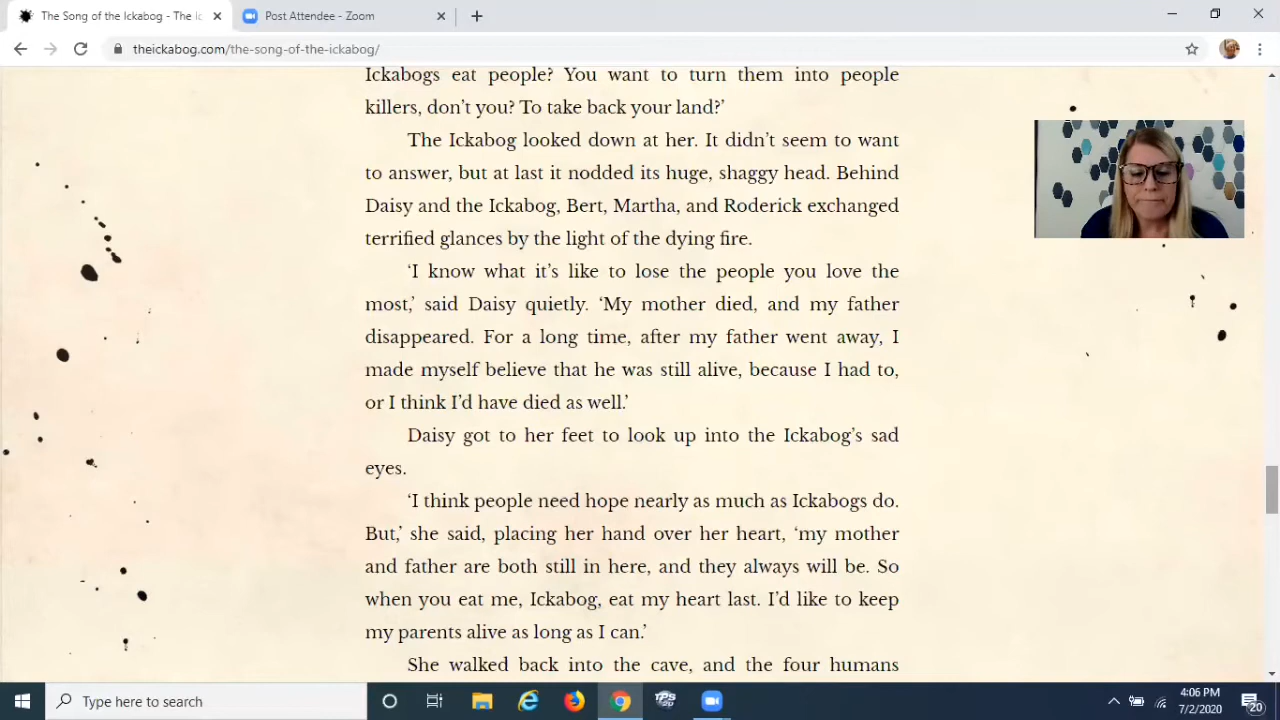 The Song of the Ickabog - The Ic
Post Attendee - Zoom
theickabog.com/the-song-of-the-ickabog/
Ickabogs eat people? You want to turn them into people
killers, don’t you? To take back your land?’
The Ickabog looked down at her. It didn’t seem to want
to answer, but at last it nodded its huge, shaggy head. Behind
Daisy and the Ickabog, Bert, Martha, and Roderick exchanged
terrified glances by the light of the dying fire.
‘I know what it’s like to lose the people you love the
most,’ said Daisy quietly. ‘My mother died, and my father
disappeared. For a long time, after my father went away, I
made myself believe that he was still alive, because I had to,
or I think I’d have died as well.’
Daisy got to her feet to look up into the Ickabog’s sad
eyes.
‘I think people need hope nearly as much as Ickabogs do.
But,’ she said, placing her hand over her heart, ‘my mother
and father are both still in here, and they always will be. So
when you eat me, Ickabog, eat my heart last. I’d like to keep
my parents alive as long as I can.’
She walked back into the cave, and the four humans
Type here to search
TPS
4:06 PM
7/2/2020
20